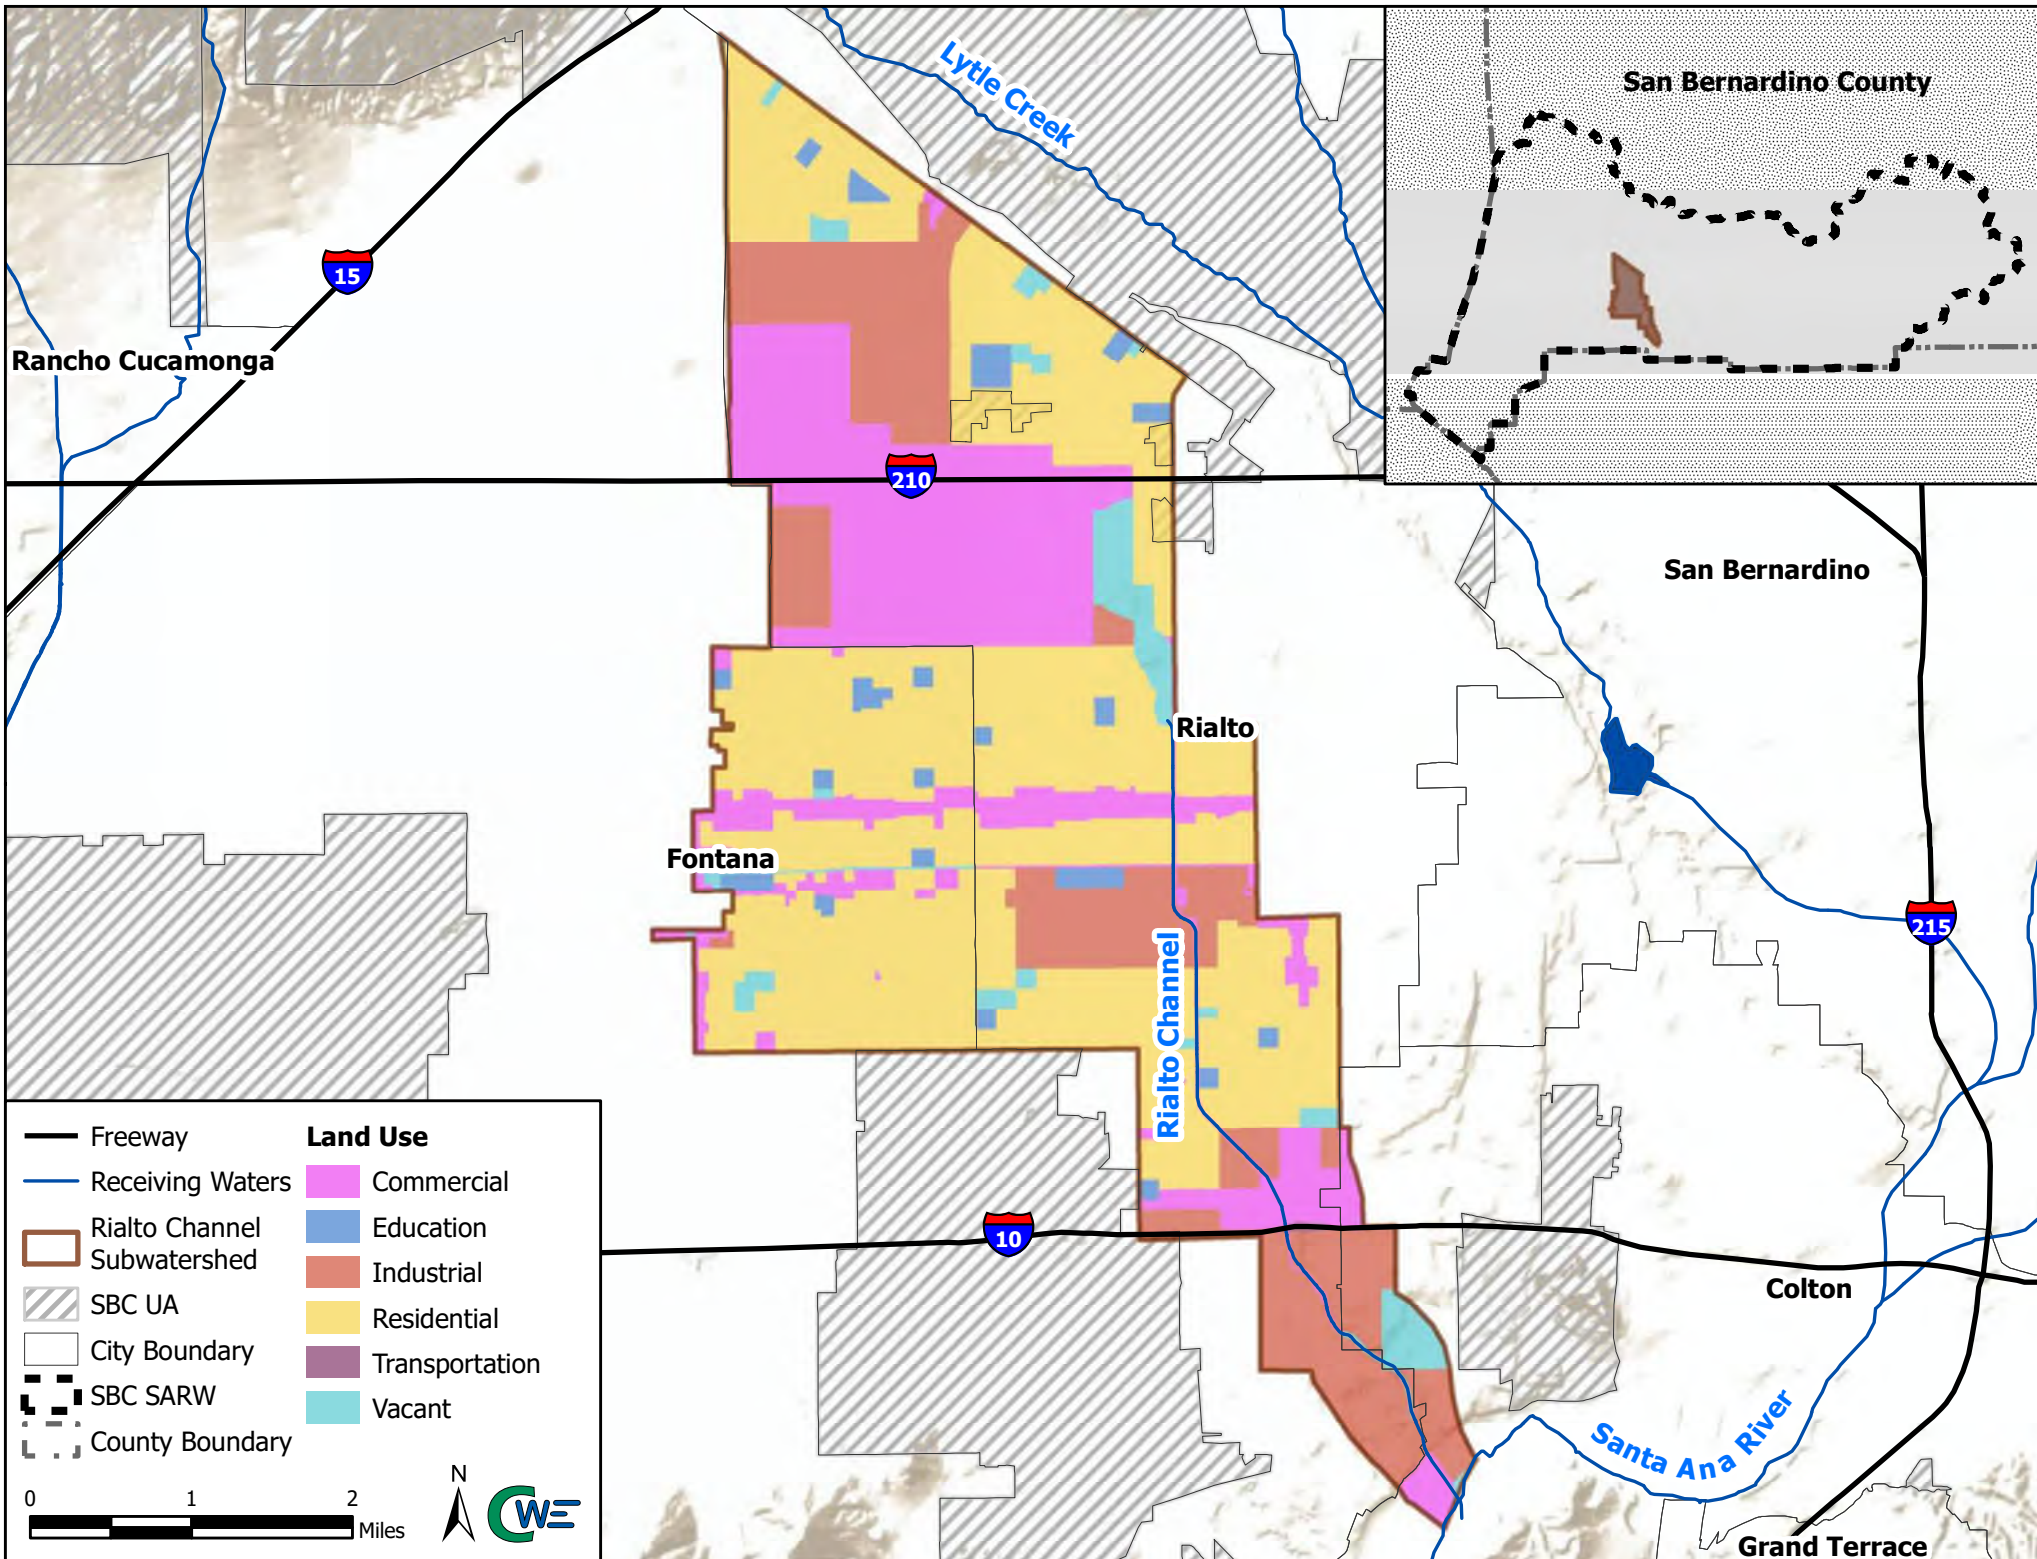 San Bernardino County
Lytle Creek
15
Rancho Cucamonga
210
San Bernardino
Rialto
Fontana
215
Rialto Channel
10
Colton
Santa Ana River
Grand Terrace
Freeway
Receiving Waters
Rialto Channel
Subwatershed
SBC UA
City Boundary
SBC SARW
County Boundary
Land Use
Commercial
Education
Industrial
Residential
Transportation
Vacant
0 1 2
Miles
N
CWE